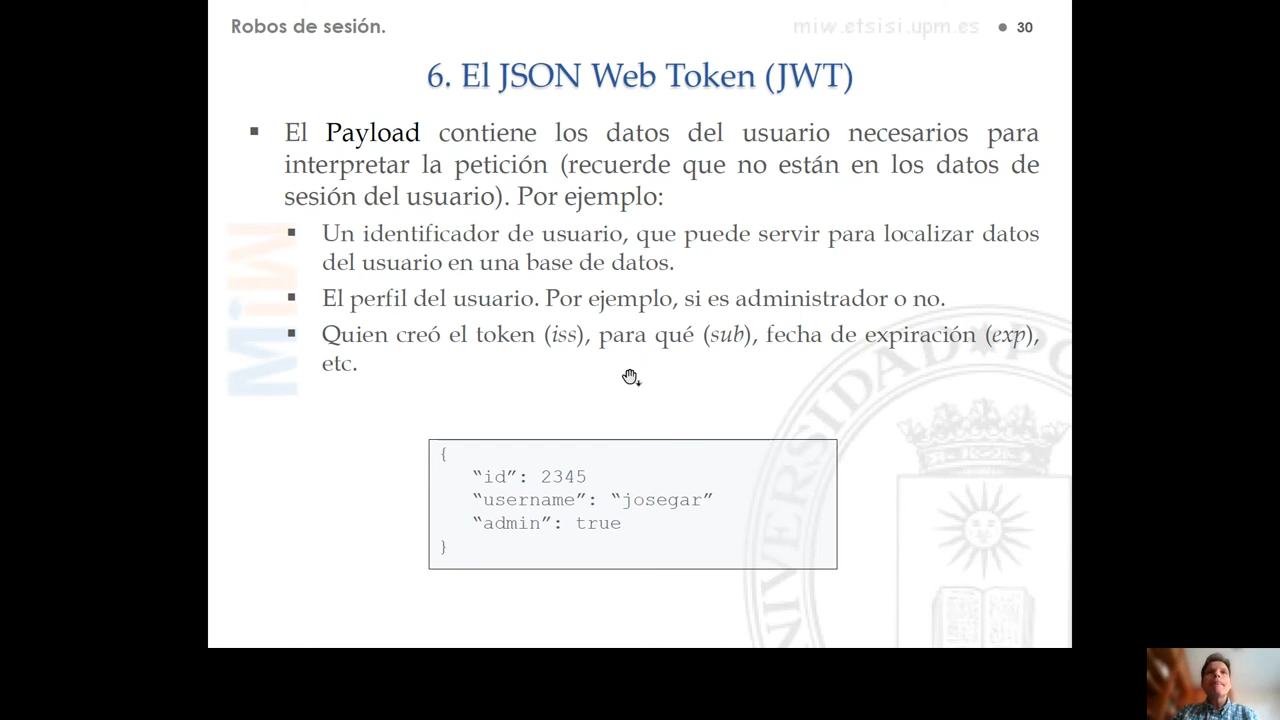 Robos de sesión.
miw.etsisi.upm.es
30
6. El JSON Web Token (JWT)
El Payload contiene los datos del usuario necesarios para
interpretar la petición (recuerde que no están en los datos de
sesión del usuario). Por ejemplo:
Un identificador de usuario, que puede servir para localizar datos
del usuario en una base de datos.
El perfil del usuario. Por ejemplo, si es administrador o no.
Quien creó el token (iss), para qué (sub), fecha de expiración (exp),
etc.
{
“id”: 2345
“username”: “josegar”
“admin”: true
}
MiW
UNIVERSIDAD POL